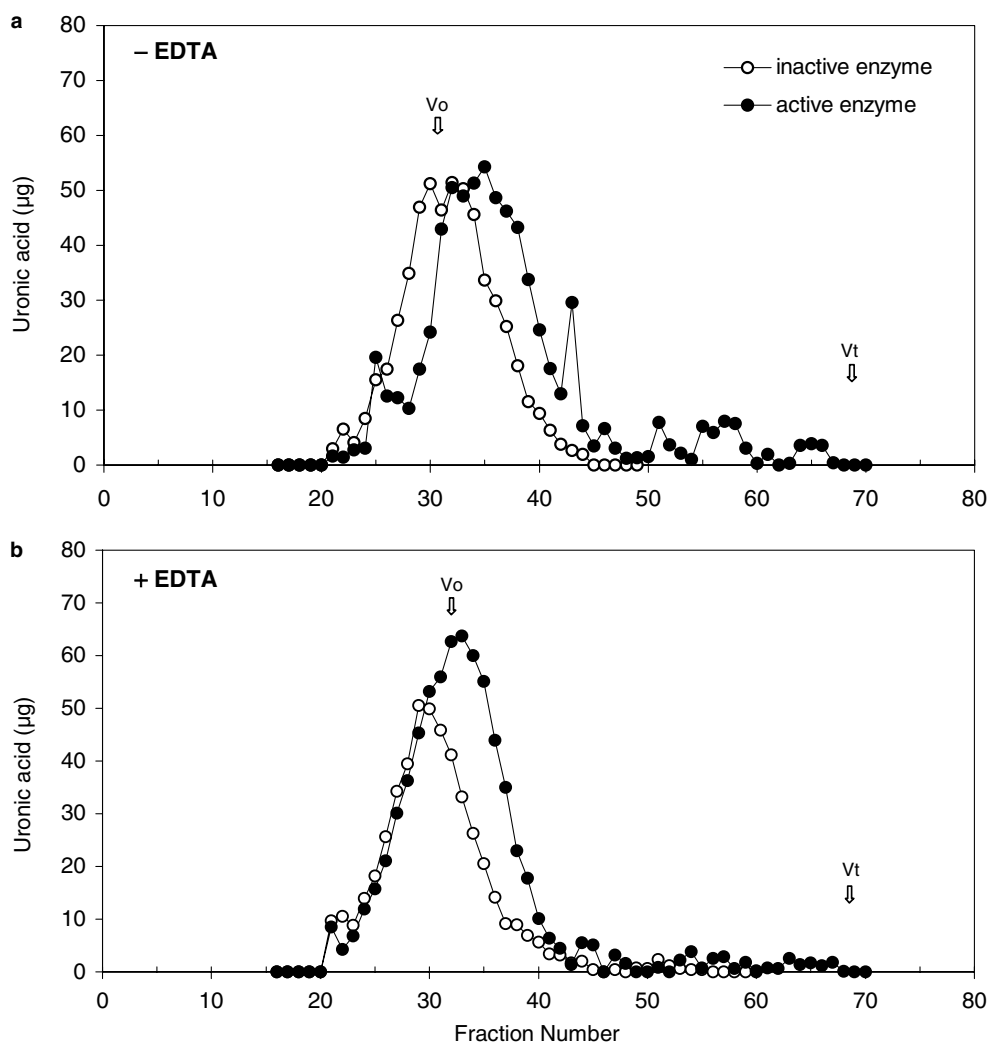 a
80
– EDTA
inactive enzyme
active enzyme
70
Vo
60
50
40
30
Vt
20
10
0
Uronic acid (µg)
0 10 20 30 40 50 60 70 80
b
80
+ EDTA
Vo
70
60
50
40
30
Vt
20
10
0
Uronic acid (µg)
0 10 20 30 40 50 60 70 80
Fraction Number